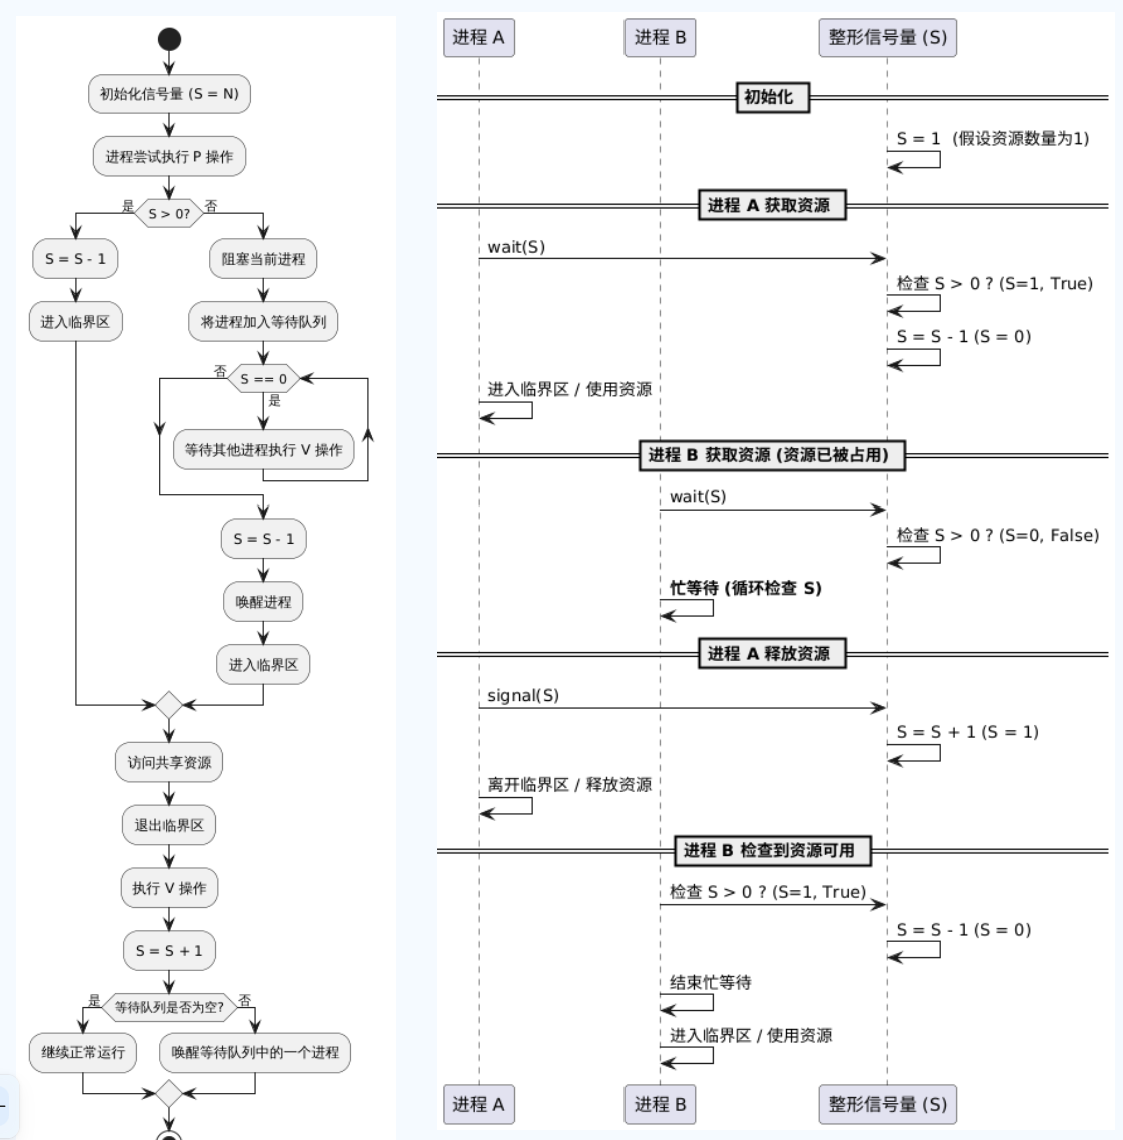 初始化信号量 (S = N)
进程尝试执行 P 操作
是
S > 0?
否
S = S - 1
进入临界区
阻塞当前进程
将进程加入等待队列
否
S == 0
是
等待其他进程执行 V 操作
S = S - 1
唤醒进程
进入临界区
访问共享资源
退出临界区
执行 V 操作
S = S + 1
是
等待队列是否为空?
否
继续正常运行
唤醒等待队列中的一个进程
进程 A
进程 B
整形信号量 (S)
初始化
S = 1 (假设资源数量为1)
进程 A 获取资源
wait(S)
检查 S > 0 ? (S=1, True)
S = S - 1 (S = 0)
进入临界区 / 使用资源
进程 B 获取资源 (资源已被占用)
wait(S)
检查 S > 0 ? (S=0, False)
忙等待 (循环检查 S)
进程 A 释放资源
signal(S)
S = S + 1 (S = 1)
离开临界区 / 释放资源
进程 B 检查到资源可用
检查 S > 0 ? (S=1, True)
S = S - 1 (S = 0)
结束忙等待
进入临界区 / 使用资源
进程 A
进程 B
整形信号量 (S)